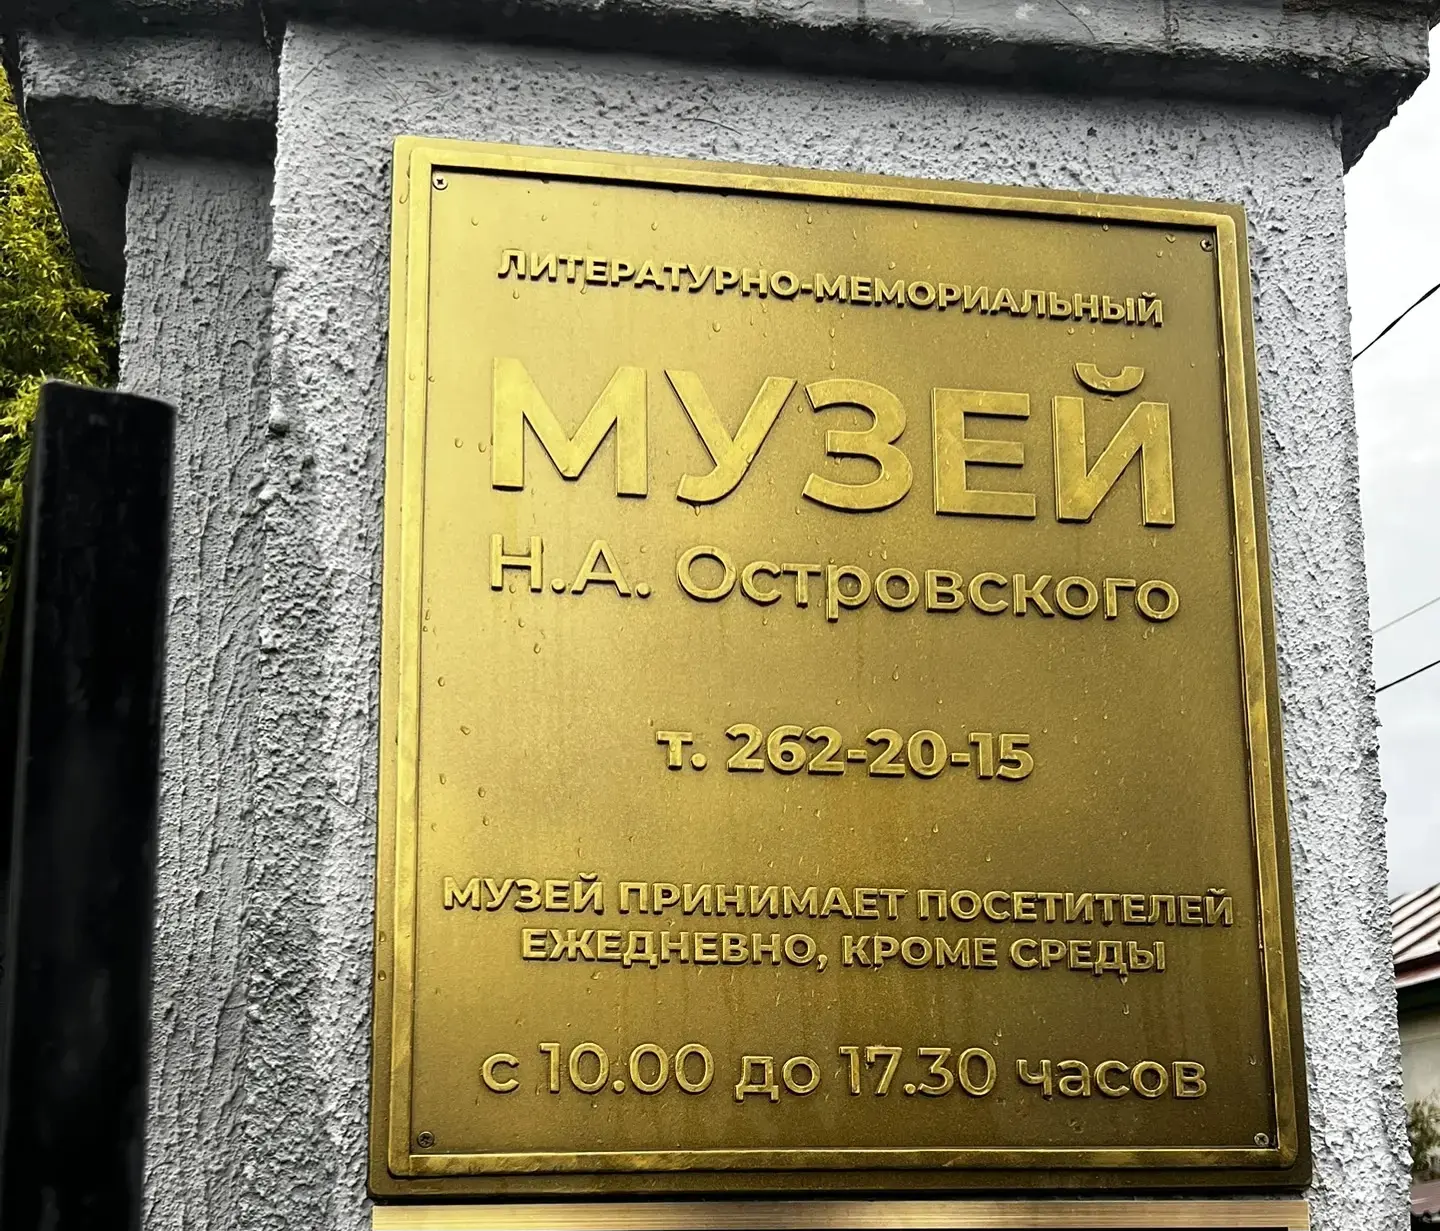 ЛИТЕРАТУРНО-МЕМОРИАЛЬНЫЙ
МУЗЕЙ
Н.А. Островского
т. 262-20-15
МУЗЕЙ ПРИНИМАЕТ ПОСЕТИТЕЛЕЙ
ЕЖЕДНЕВНО, КРОМЕ СРЕДЫ
с 10.00 до 17.30 часов